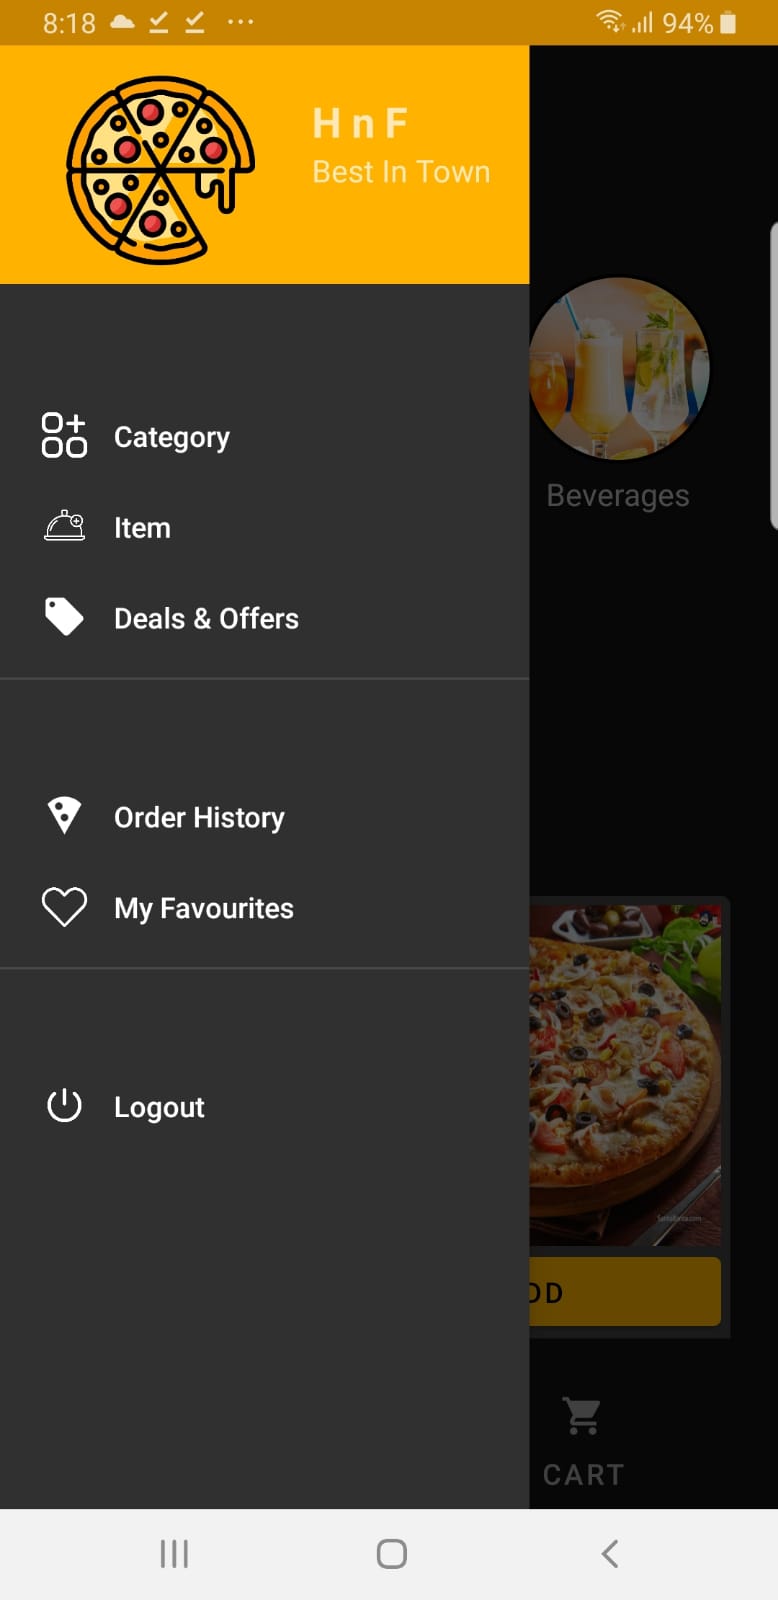 8:18
94%
H n F
Best In Town
Category
Item
Deals & Offers
Beverages
Order History
My Favourites
Logout
DD
CART